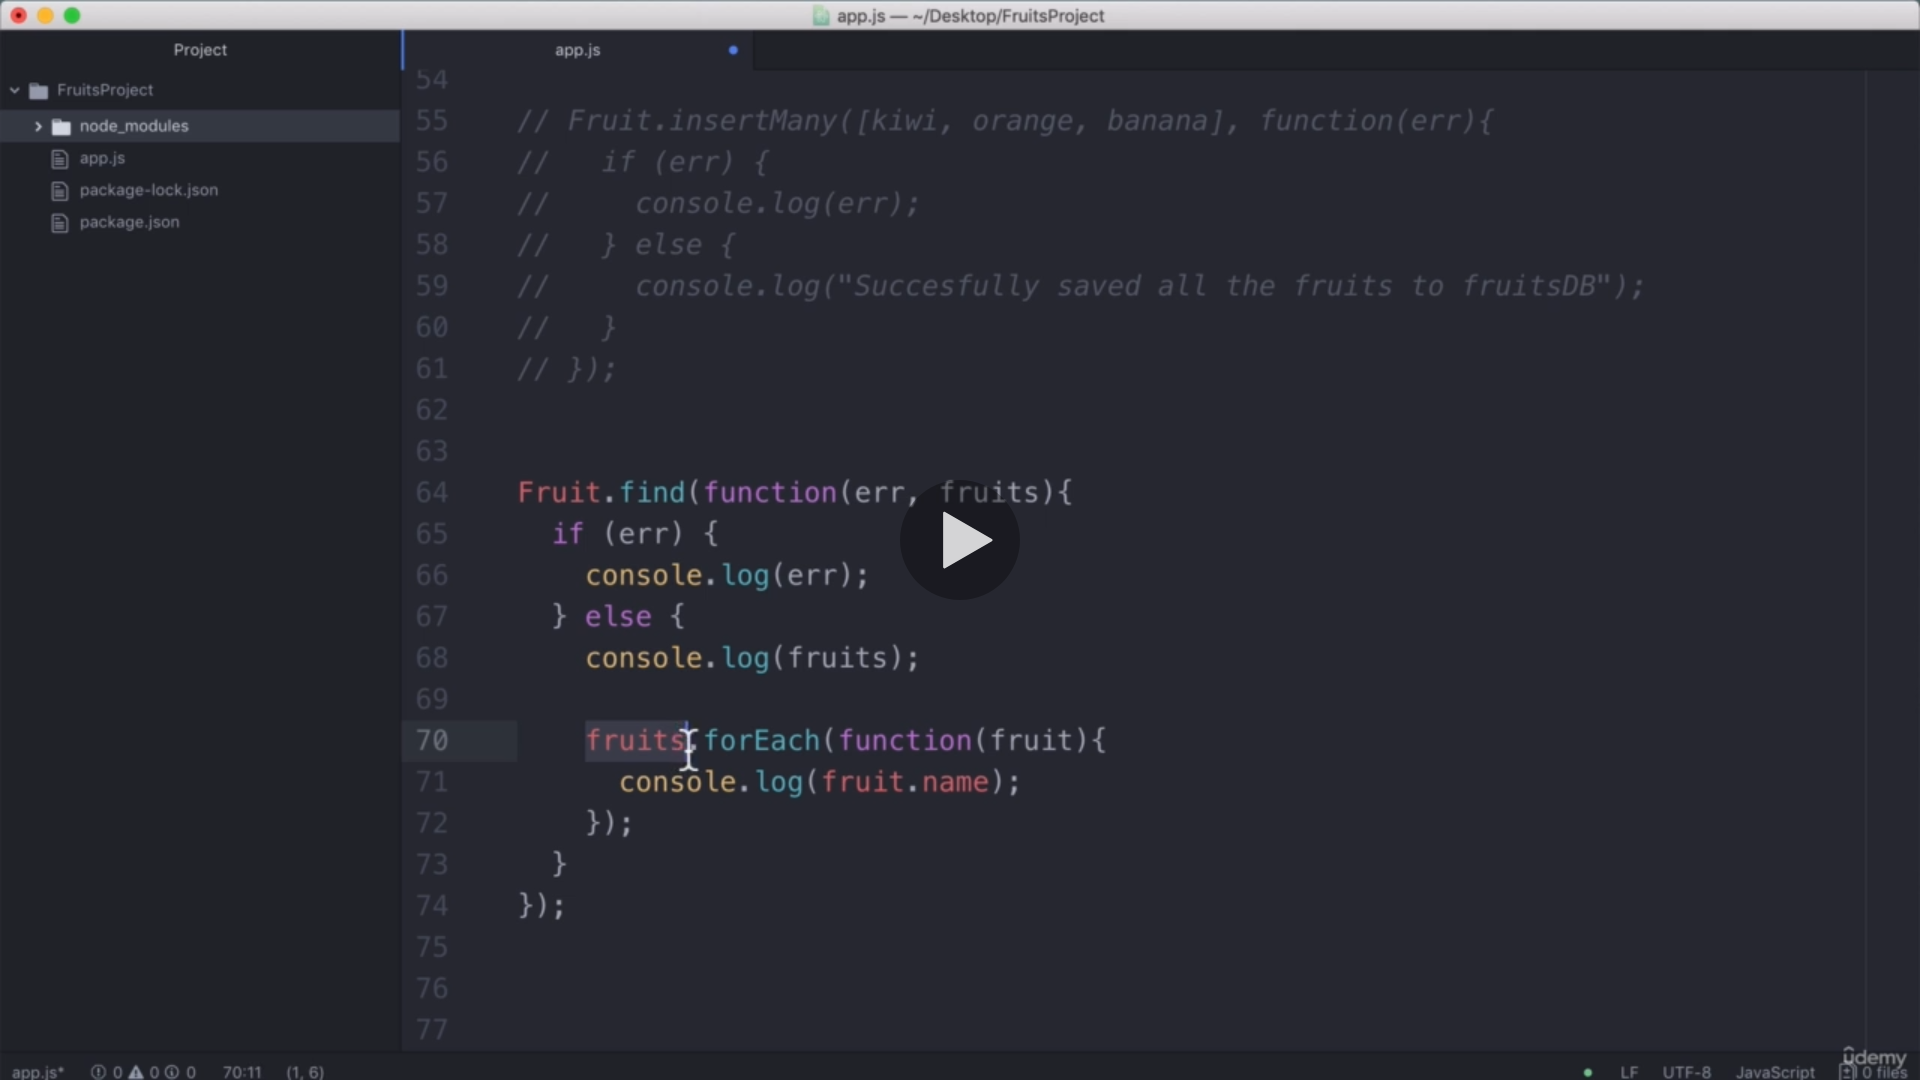 app.js — ~/Desktop/FruitsProject
Project
app.js
FruitsProject
node_modules
app.js
package-lock.json
package.json
54
55 // Fruit.insertMany([kiwi, orange, banana], function(err){
56 //   if (err) {
57 //     console.log(err);
58 //   } else {
59 //     console.log("Succesfully saved all the fruits to fruitsDB");
60 //   }
61 // });
62
63
64 Fruit.find(function(err, fruits){
65   if (err) {
66     console.log(err);
67   } else {
68     console.log(fruits);
69
70     fruits.forEach(function(fruit){
71       console.log(fruit.name);
72     });
73   }
74 });
75
76
77
app.js* 0 0 0 70:11 (1, 6)
LF UTF-8 JavaScript 0 files
ûdemy